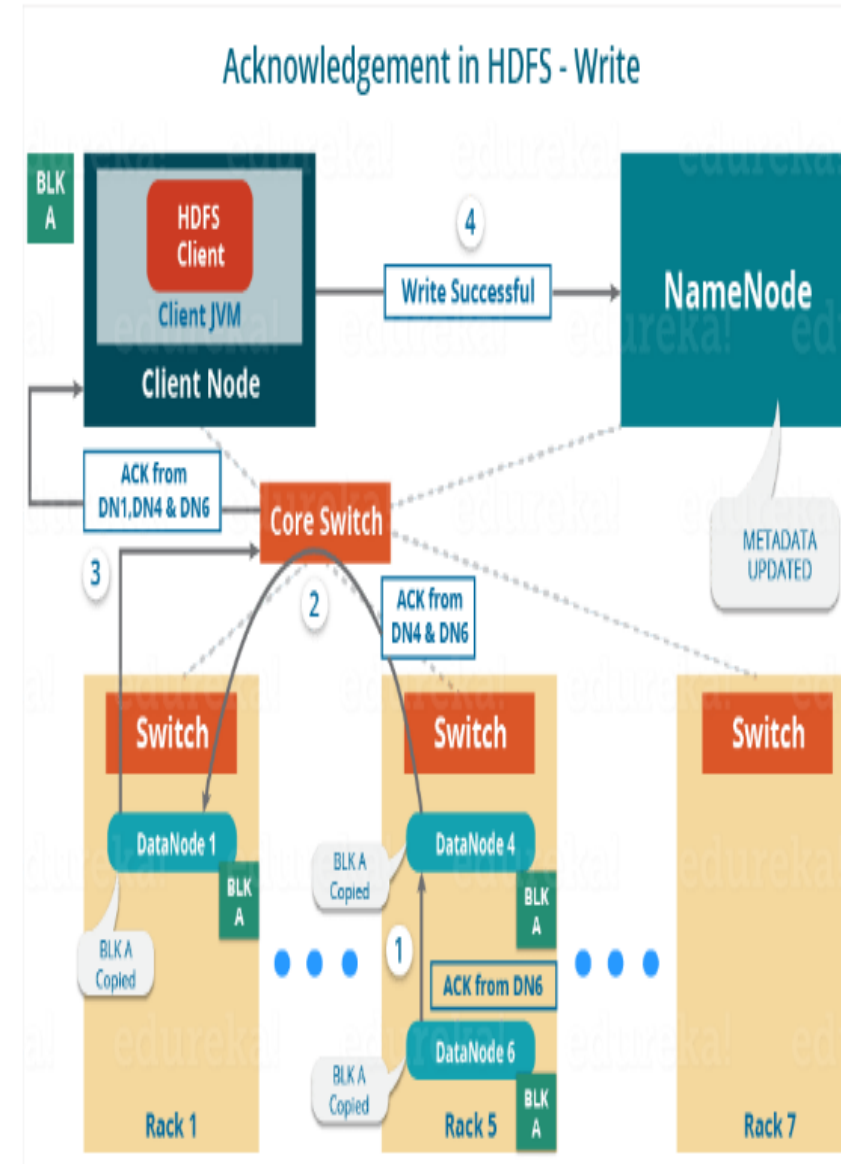 Acknowledgement in HDFS - Write
BLK
A
HDFS
Client
Client JVM
Client Node
4
Write Successful
NameNode
ACK from
DN1,DN4 & DN6
Core Switch
METADATA
UPDATED
3
2
ACK from
DN4 & DN6
Switch
Switch
Switch
DataNode 1
BLK
A
BLK A
Copied
DataNode 4
BLK A
Copied
BLK
A
1
ACK from DN6
DataNode 6
BLK A
Copied
BLK
A
Rack 1
Rack 5
Rack 7
edureka!